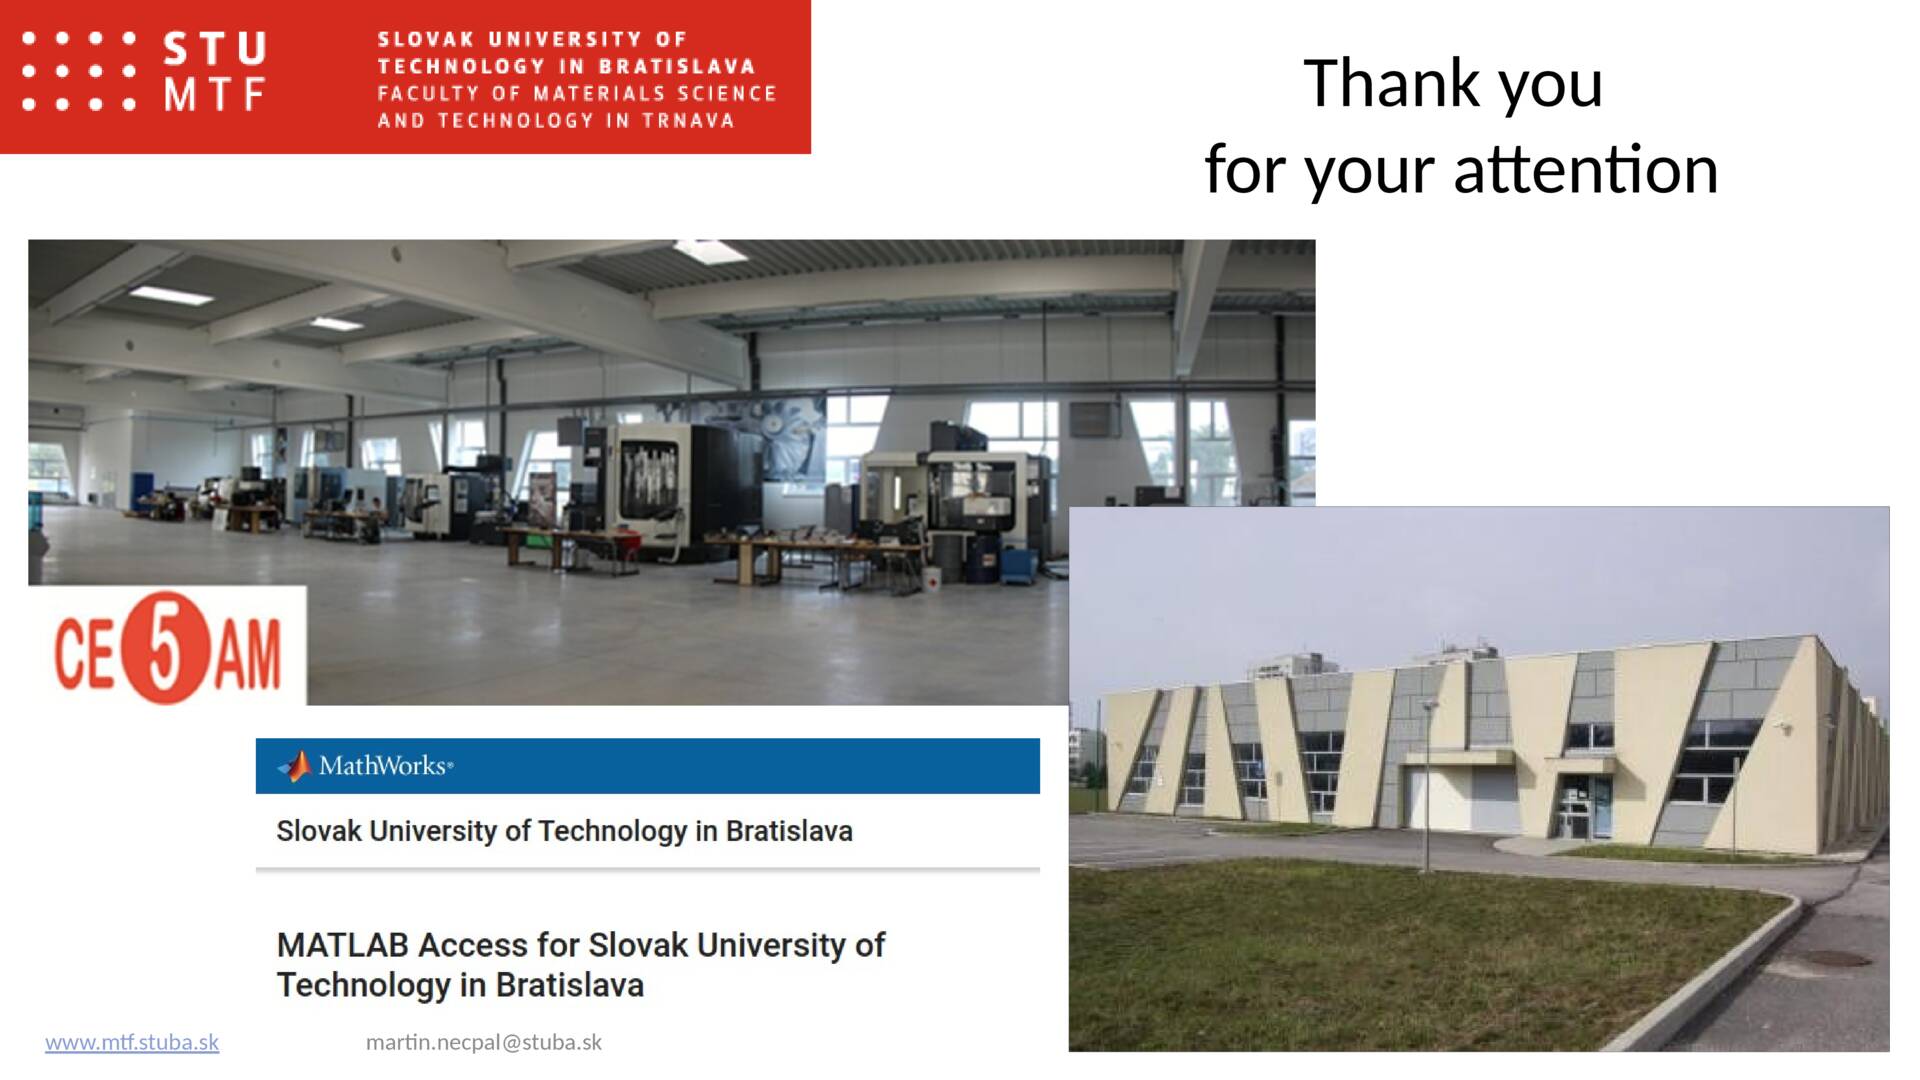 STU
MTF
SLOVAK UNIVERSITY OF
TECHNOLOGY IN BRATISLAVA
FACULTY OF MATERIALS SCIENCE
AND TECHNOLOGY IN TRNAVA
Thank you
for your attention
CE5AM
MathWorks®
Slovak University of Technology in Bratislava
MATLAB Access for Slovak University of
Technology in Bratislava
www.mtf.stuba.sk
martin.necpal@stuba.sk